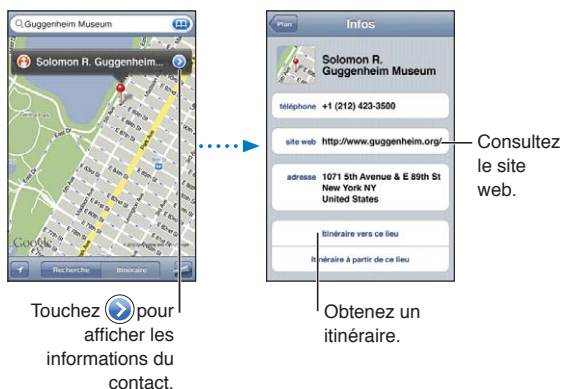 Guggenheim Museum
Solomon R. Guggenheim...
Google
Recherche Itinéraire
Touchez pour
afficher les
informations du
contact.
Plan Infos
Solomon R.
Guggenheim Museum
téléphone +1 (212) 423-3500
site web http://www.guggenheim.org/
adresse 1071 5th Avenue & E 89th St
New York NY
United States
Itinéraire vers ce lieu
Itinéraire à partir de ce lieu
Consultez
le site
web.
Obtenez un
itinéraire.